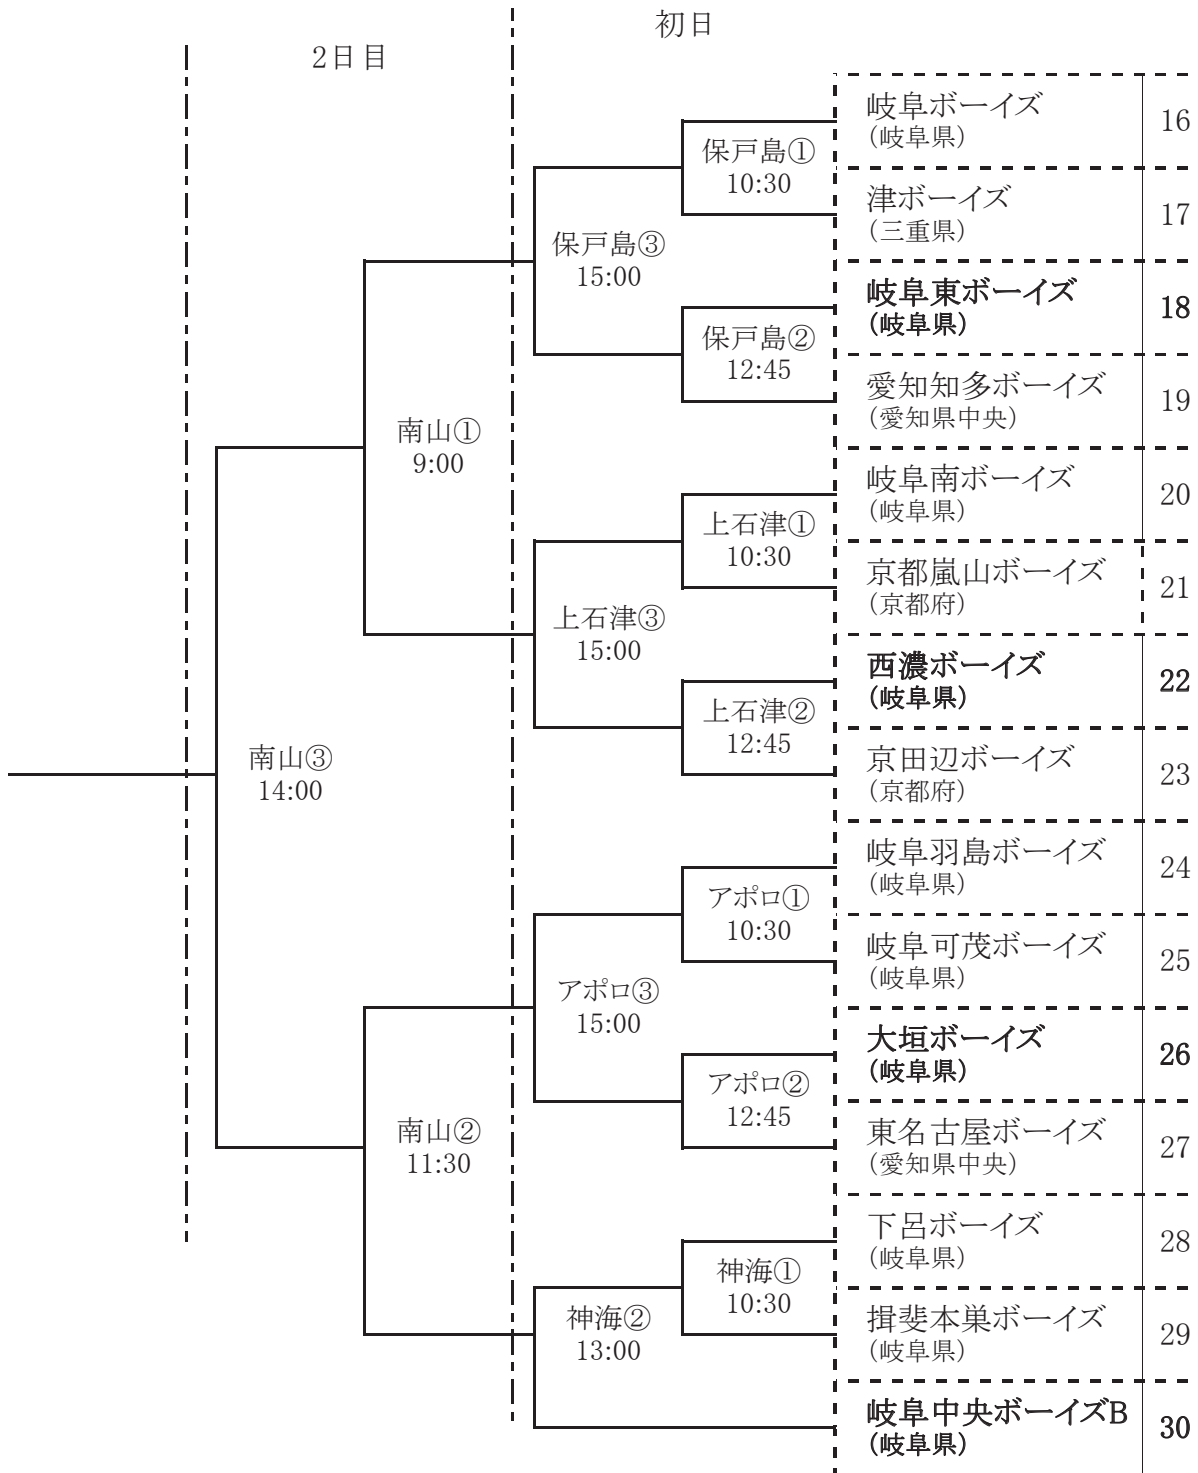 初日
2日目
岐阜ボーイズ
(岐阜県)
16
保戸島①
10:30
津ボーイズ
(三重県)
17
保戸島③
15:00
岐阜東ボーイズ
(岐阜県)
18
保戸島②
12:45
愛知知多ボーイズ
(愛知県中央)
19
南山①
9:00
岐阜南ボーイズ
(岐阜県)
20
上石津①
10:30
京都嵐山ボーイズ
(京都府)
21
上石津③
15:00
西濃ボーイズ
(岐阜県)
22
上石津②
12:45
京田辺ボーイズ
(京都府)
23
南山③
14:00
岐阜羽島ボーイズ
(岐阜県)
24
アポロ①
10:30
岐阜可茂ボーイズ
(岐阜県)
25
アポロ③
15:00
大垣ボーイズ
(岐阜県)
26
アポロ②
12:45
東名古屋ボーイズ
(愛知県中央)
27
南山②
11:30
下呂ボーイズ
(岐阜県)
28
神海①
10:30
揖斐本巣ボーイズ
(岐阜県)
29
神海②
13:00
岐阜中央ボーイズB
(岐阜県)
30